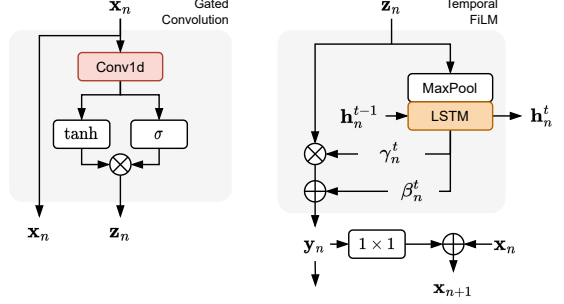 x_n
Gated
Convolution
Conv1d
tanh
σ
x_n
z_n
z_n
Temporal
FiLM
MaxPool
LSTM
h_n^{t−1}
h_n^t
γ_n^t
β_n^t
y_n
1 × 1
x_n
x_{n+1}